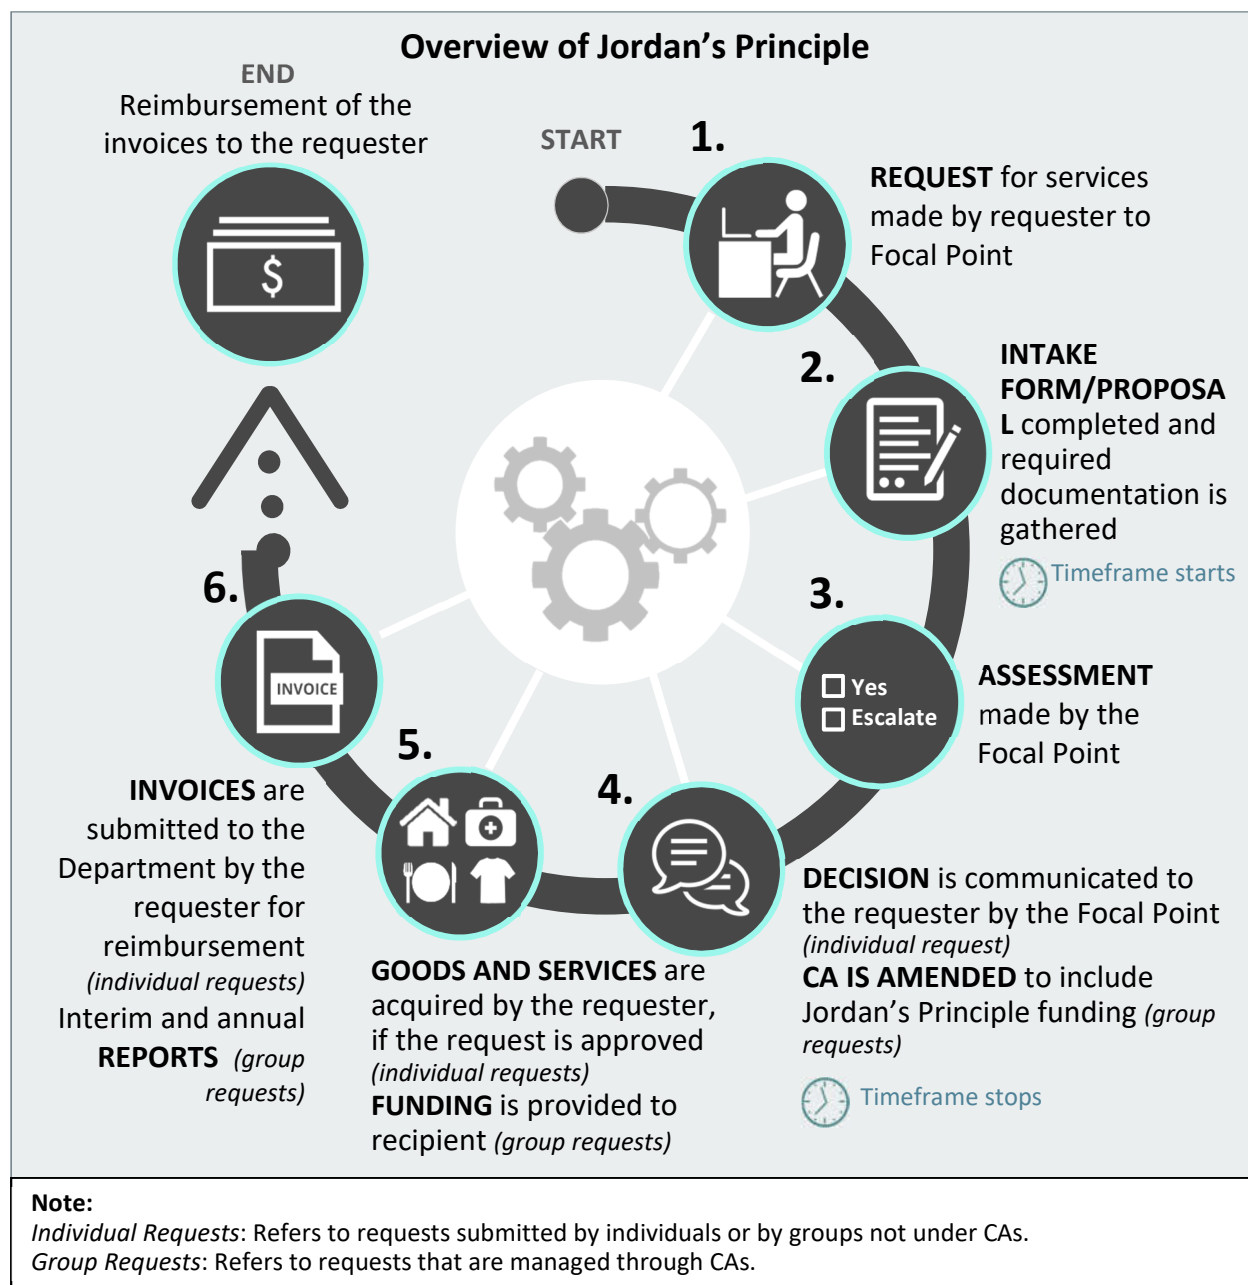 Overview of Jordan's Principle
START
1.
REQUEST for services
made by requester to
Focal Point
2.
INTAKE
FORM/PROPOSA
L completed and
required
documentation is
gathered
Timeframe starts
3.
Yes
Escalate
ASSESSMENT
made by the
Focal Point
4.
DECISION is communicated to
the requester by the Focal Point
(individual request)
CA IS AMENDED to include
Jordan's Principle funding (group
requests)
Timeframe stops
5.
GOODS AND SERVICES are
acquired by the requester,
if the request is approved
(individual requests)
FUNDING is provided to
recipient (group requests)
6.
INVOICE
INVOICES are
submitted to the
Department by the
requester for
reimbursement
(individual requests)
Interim and annual
REPORTS (group
requests)
END
Reimbursement of the
invoices to the requester
$
Note:
Individual Requests: Refers to requests submitted by individuals or by groups not under CAs.
Group Requests: Refers to requests that are managed through CAs.